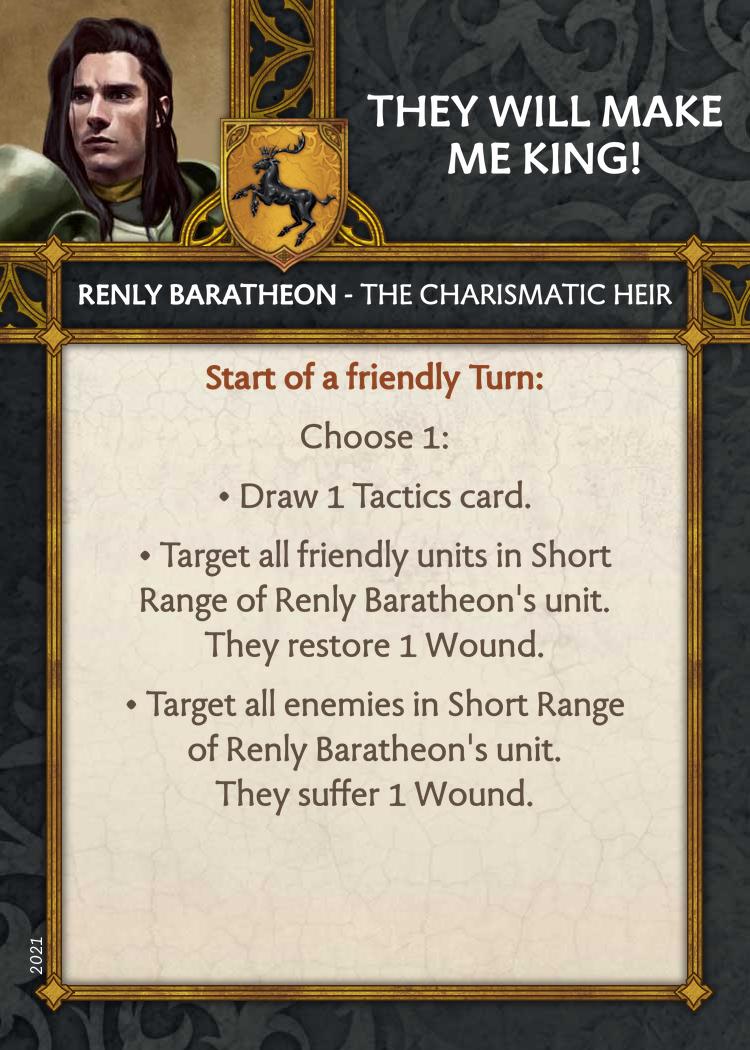 THEY WILL MAKE
ME KING!
RENLY BARATHEON - THE CHARISMATIC HEIR
Start of a friendly Turn:
Choose 1:
• Draw 1 Tactics card.
• Target all friendly units in Short
Range of Renly Baratheon's unit.
They restore 1 Wound.
• Target all enemies in Short Range
of Renly Baratheon's unit.
They suffer 1 Wound.
2021